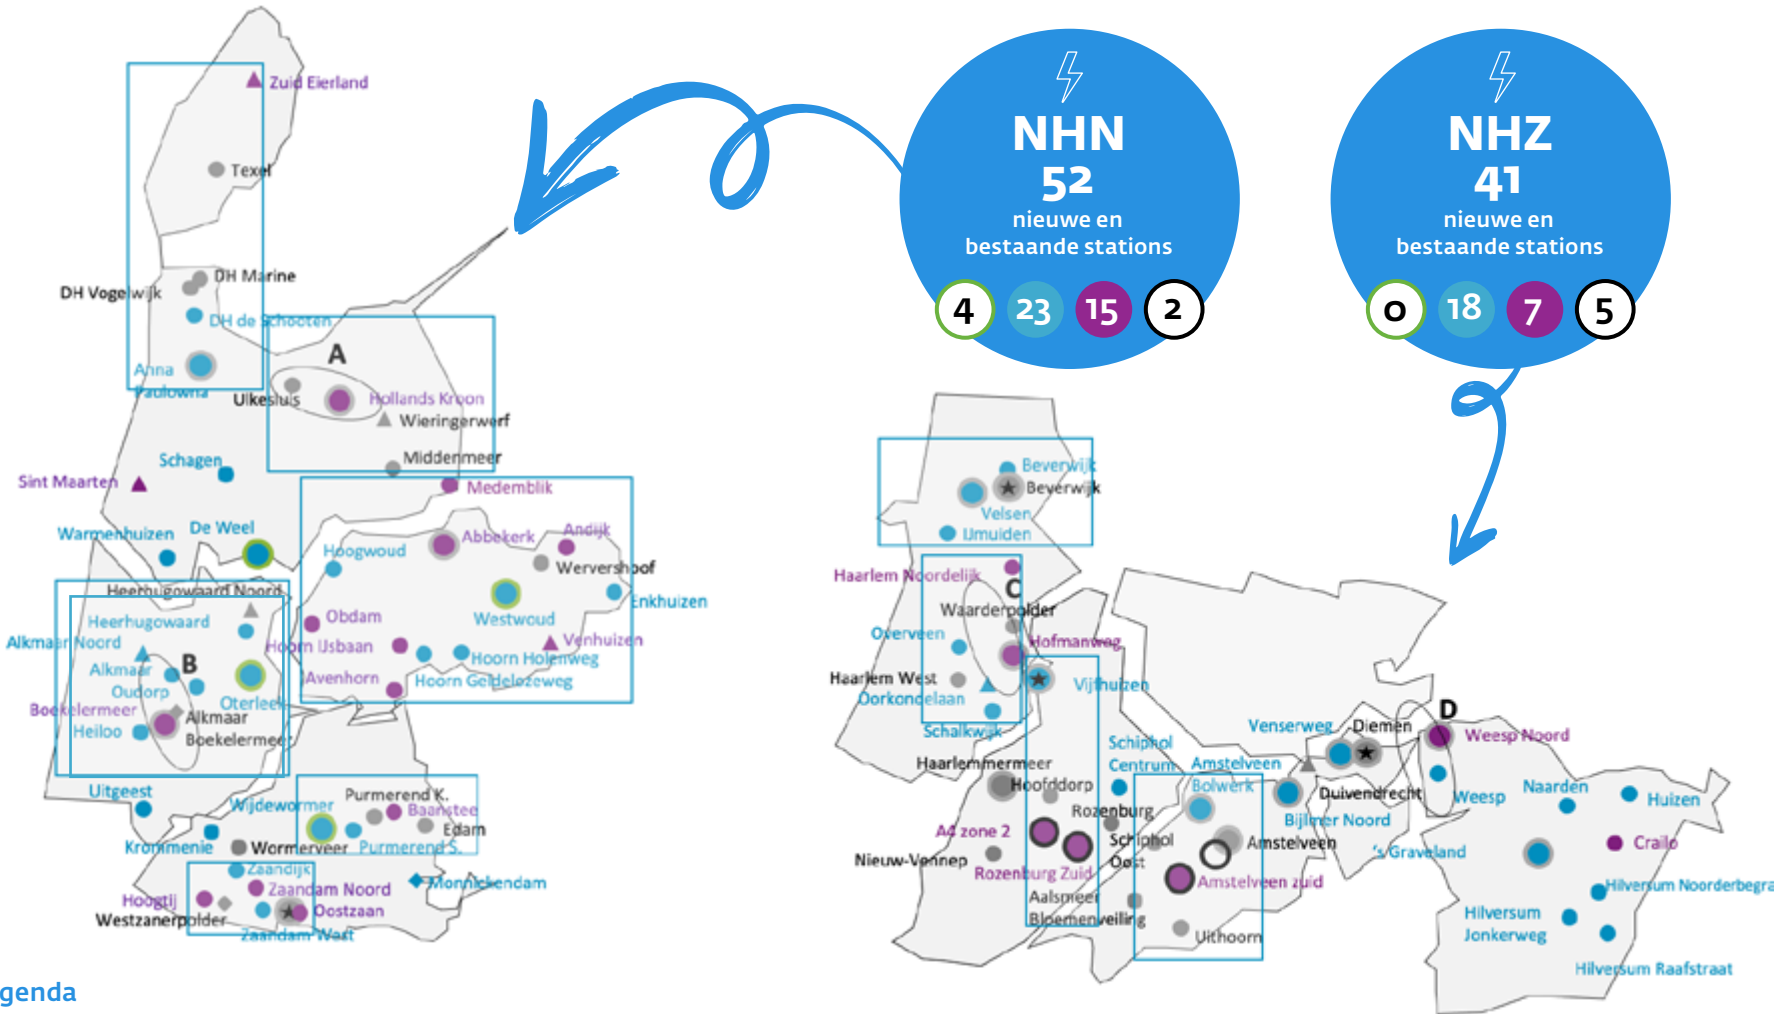 NHN
52
nieuwe en
bestaande stations
4 23 15 2
NHZ
41
nieuwe en
bestaande stations
0 18 7 5
Zuid Eierland
Texel
DH Marine
DH Vogelwijk
DH de Schooten
Anna
Paulowna
A
Ulkesluis
Hollands Kroon
Wieringerwerf
Middenmeer
Schagen
Sint Maarten
Medemblik
Warmenhuizen
De Weel
Hoogwoud
Abbekerk
Andijk
Wervershoof
Enkhuizen
Westwoud
Obdam
Hoorn IJsbaan
Venhuizen
Hoorn Holenweg
Hoorn Geldelozeweg
Avenhorn
Heerhugowaard Noord
Heerhugowaard
Alkmaar Noord
B
Alkmaar
Oudorp
Oterleek
Boekelermeer
Alkmaar
Boekelermeer
Heiloo
Uitgeest
Wijdewormer
Purmerend K.
Baanstee
Edam
Purmerend S.
Krommenie
Wormerveer
Zaandijk
Monnickendam
Zaandam Noord
Hoogtij
Oostzaan
Westzanerpolder
Zaandam West
genda
Beverwijk
Beverwijk
Velsen
IJmuiden
Haarlem Noordelijk
C
Waarderpolder
Overveen
Hofmanweg
Haarlem West
Oorkondelaan
Vijfhuizen
Schalkwijk
Haarlemmermeer
Hoofddorp
Schiphol
Centrum
Rozenburg
A4 zone 2
Nieuw-Vennep
Rozenburg Zuid
Schiphol
Oost
Aalsmeer
Bloemenveiling
Amstelveen
Bolwerk
Amstelveen
Amstelveen zuid
Uithoorn
Venserweg
Diemen
Duivendrecht
Bijlmer Noord
D
Weesp Noord
Weesp
Naarden
Huizen
's Graveland
Crailo
Hilversum Noorderbegra
Hilversum
Jonkerweg
Hilversum Raafstraat